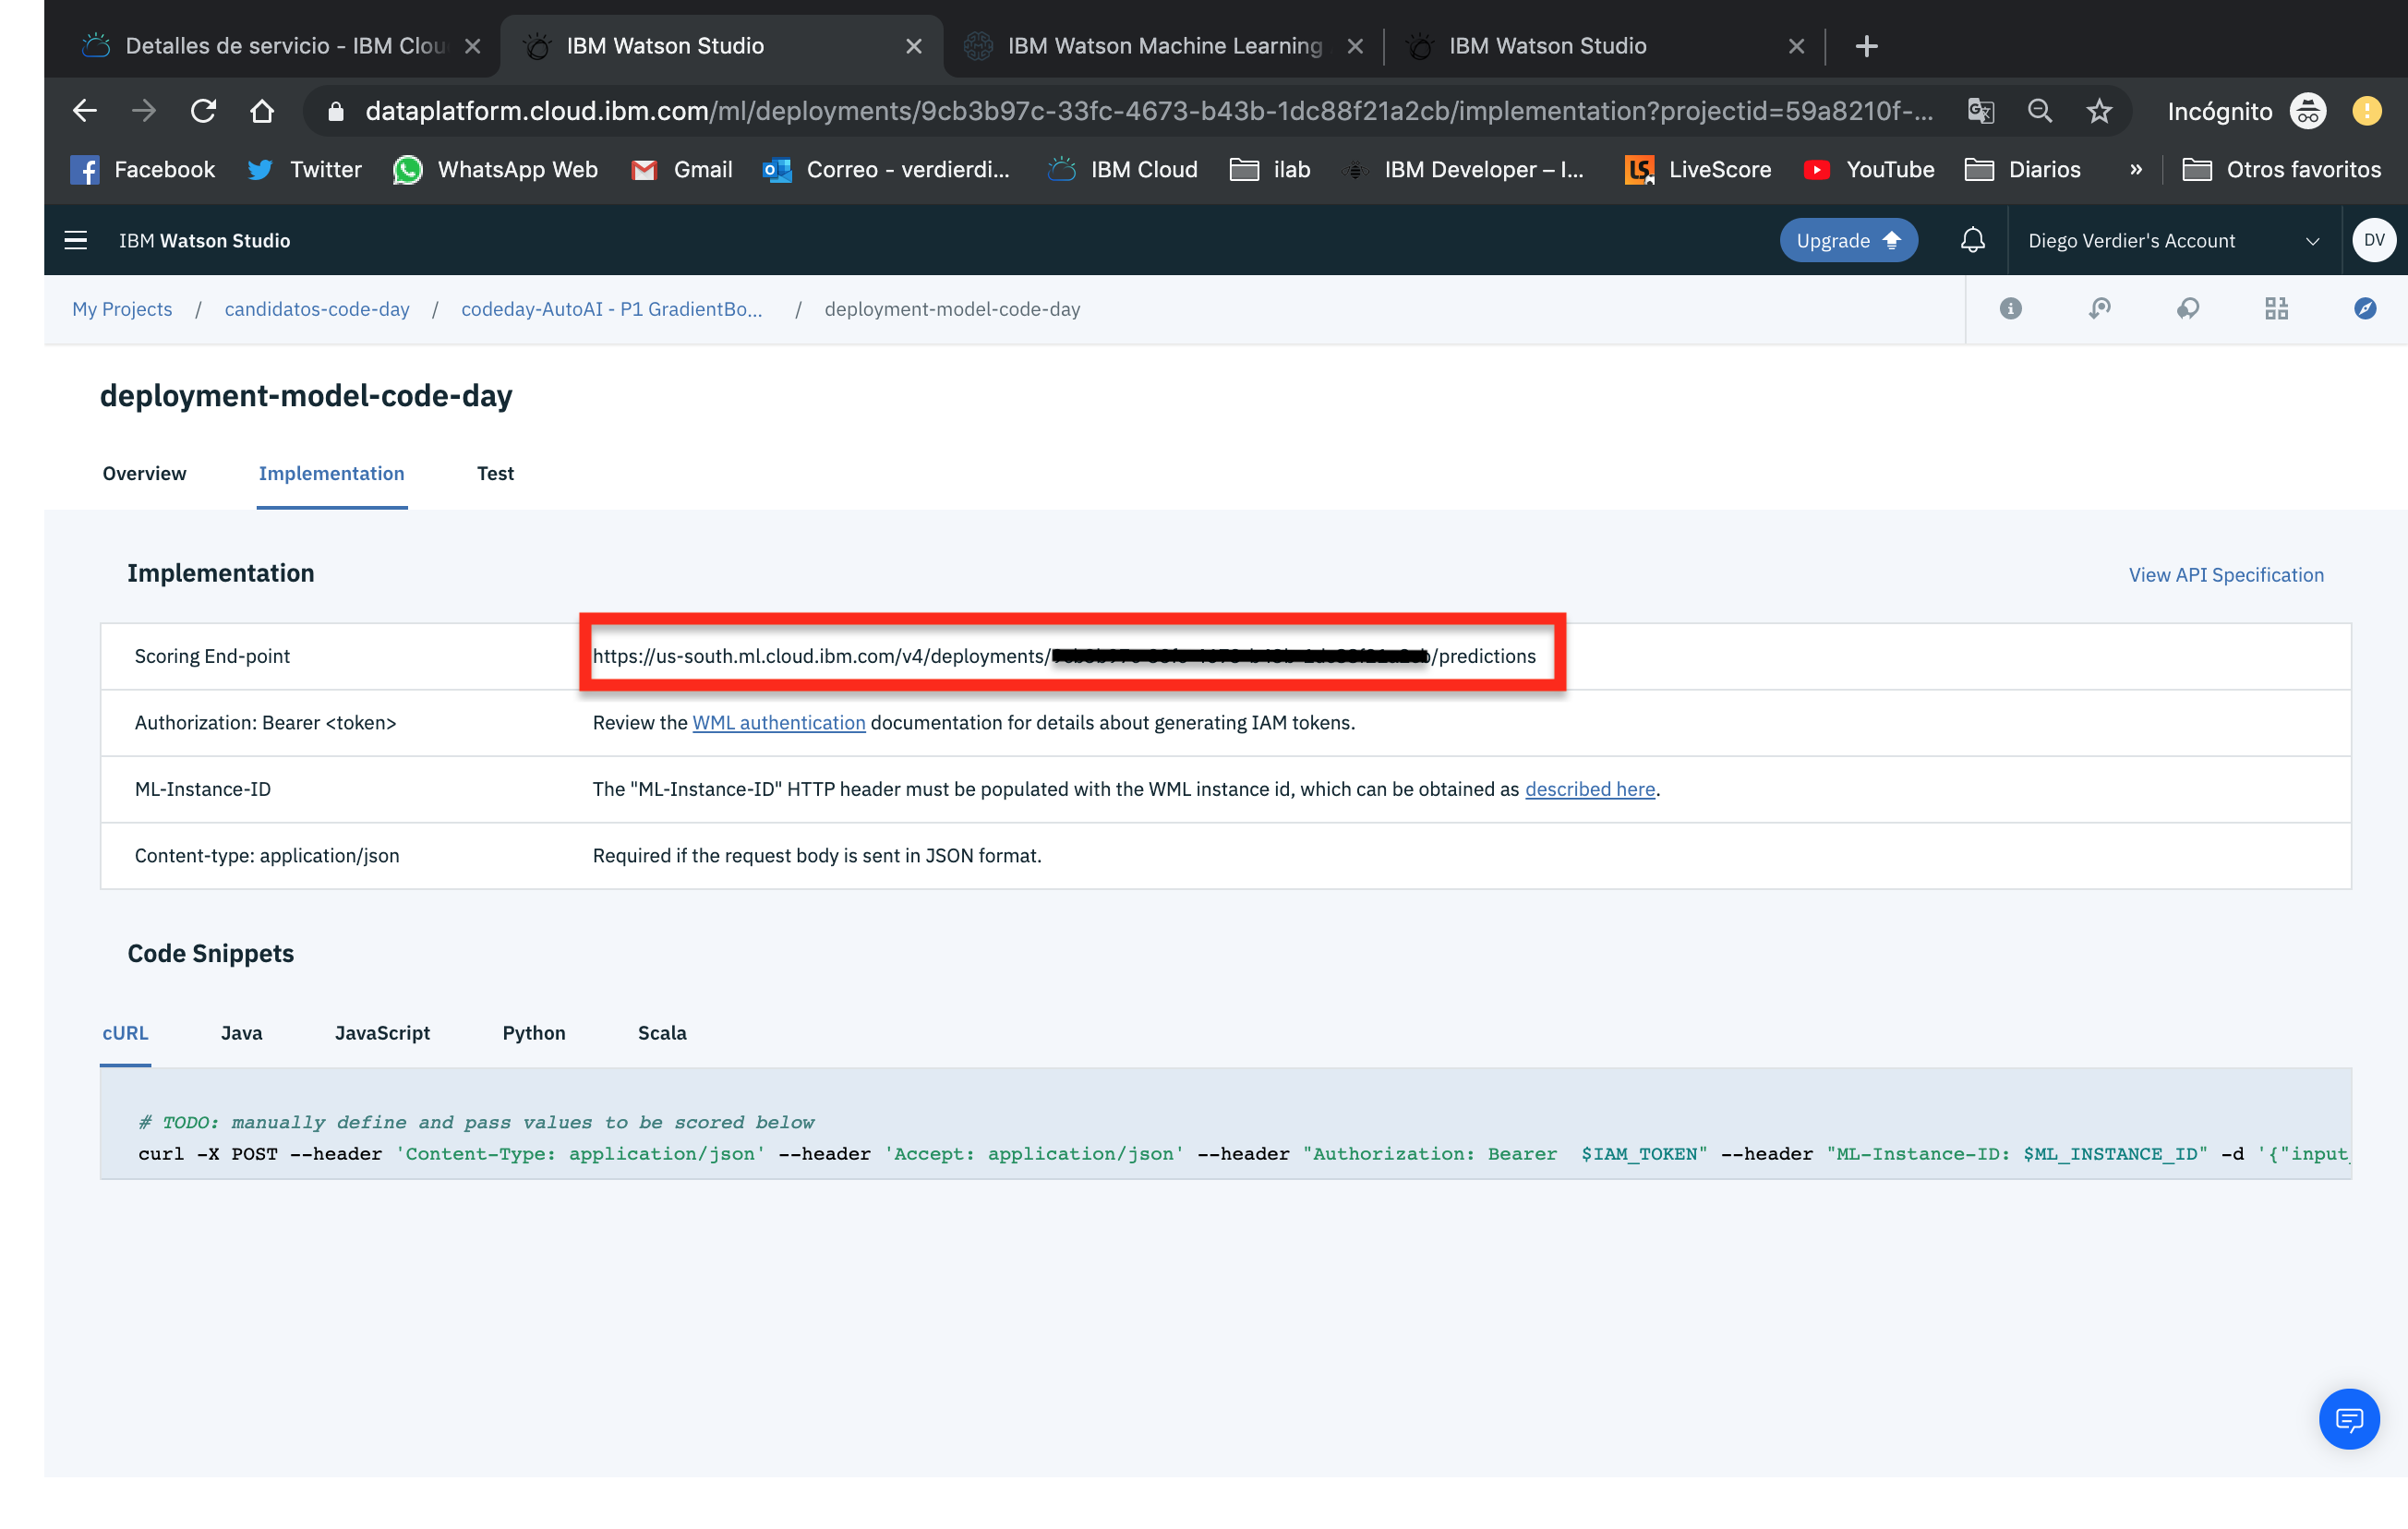 Detalles de servicio - IBM Clou
IBM Watson Studio
IBM Watson Machine Learning
IBM Watson Studio
dataplatform.cloud.ibm.com/ml/deployments/9cb3b97c-33fc-4673-b43b-1dc88f21a2cb/implementation?projectid=59a8210f-...
Incógnito
Facebook
Twitter
WhatsApp Web
Gmail
Correo - verdierdi...
IBM Cloud
ilab
IBM Developer – I...
LiveScore
YouTube
Diarios
»
Otros favoritos
IBM Watson Studio
Upgrade
Diego Verdier's Account
DV
My Projects / candidatos-code-day / codeday-AutoAI - P1 GradientBo... / deployment-model-code-day
deployment-model-code-day
Overview
Implementation
Test
Implementation
View API Specification
Scoring End-point
https://us-south.ml.cloud.ibm.com/v4/deployments/ /predictions
Authorization: Bearer <token>
Review the WML authentication documentation for details about generating IAM tokens.
ML-Instance-ID
The "ML-Instance-ID" HTTP header must be populated with the WML instance id, which can be obtained as described here.
Content-type: application/json
Required if the request body is sent in JSON format.
Code Snippets
cURL
Java
JavaScript
Python
Scala
# TODO: manually define and pass values to be scored below
curl -X POST --header 'Content-Type: application/json' --header 'Accept: application/json' --header "Authorization: Bearer  $IAM_TOKEN" --header "ML-Instance-ID: $ML_INSTANCE_ID" -d '{"input_